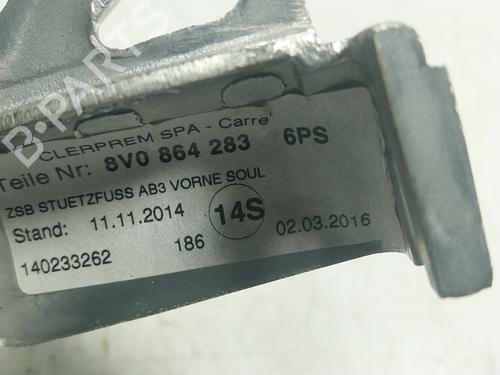 CLERPREM SPA - Carre
Teile Nr: 8V0 864 283 6PS
ZSB STUETZFUSS AB3 VORNE SOUL
Stand: 11.11.2014 14S 02.03.2016
140233262 186
B-PARTS